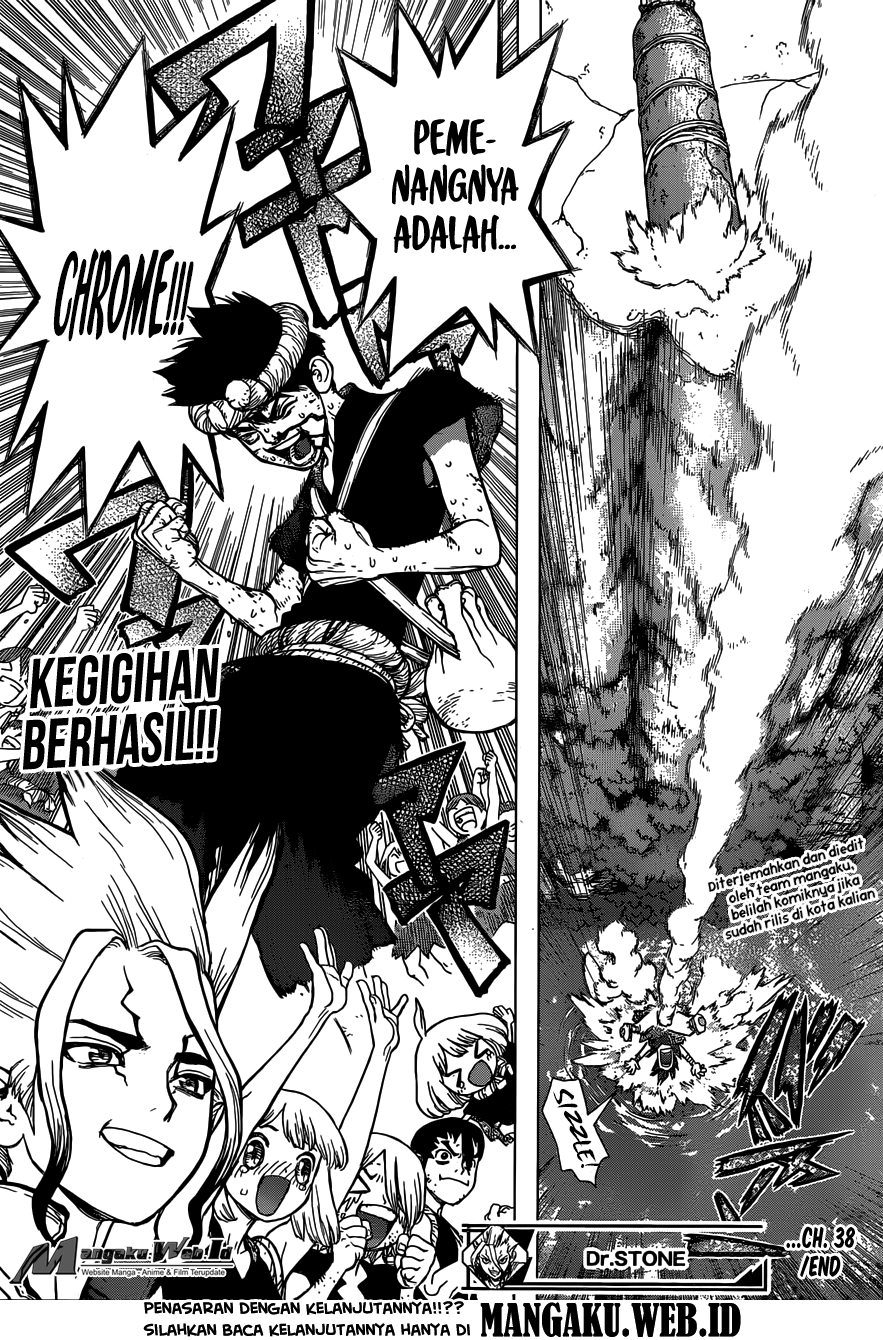 PEME-
NANGNYA
ADALAH...
CHROME!!!
KEGIGIHAN
BERHASIL!!!
Diterjemahkan dan diedit
oleh team mangaku,
belilah komiknya jika
sudah rilis di kota kalian
SIZZLE!
Mangaku.Web.Id
Website Manga - Anime & Film Terupdate
Dr.STONE
...CH. 38
/END
PENASARAN DENGAN KELANJUTANNYA!!??
SILAHKAN BACA KELANJUTANNYA HANYA DI MANGAKU.WEB.ID